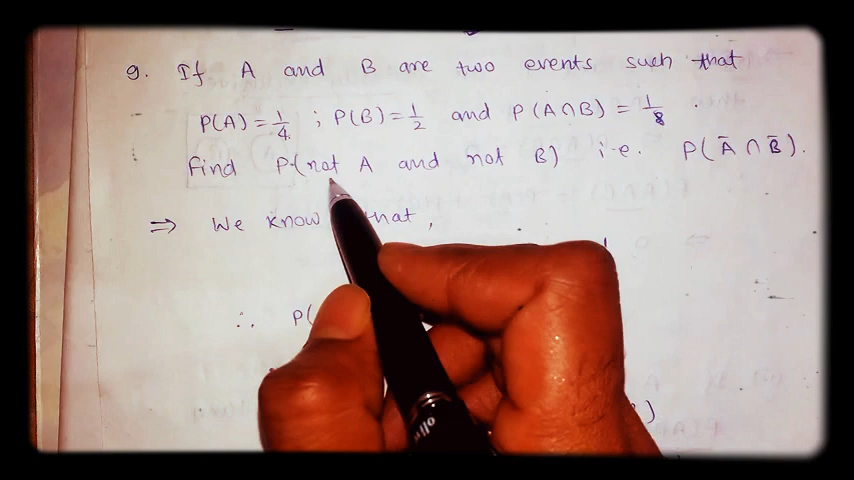 9. If A and B are two events such that
P(A) = 1/4 ; P(B) = 1/2 and P(A∩B) = 1/8 .
Find P(not A and not B) i.e. P(Ā ∩ B̄).
⇒ We know that,
∴ P(
)